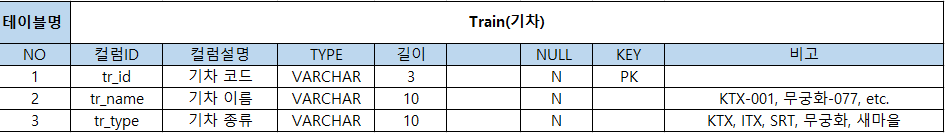 테이블명 Train(기차)
NO 컬럼ID 컬럼설명 TYPE 길이 NULL KEY 비고
1 tr_id 기차 코드 VARCHAR 3 N PK
2 tr_name 기차 이름 VARCHAR 10 N KTX-001, 무궁화-077, etc.
3 tr_type 기차 종류 VARCHAR 10 N KTX, ITX, SRT, 무궁화, 새마을